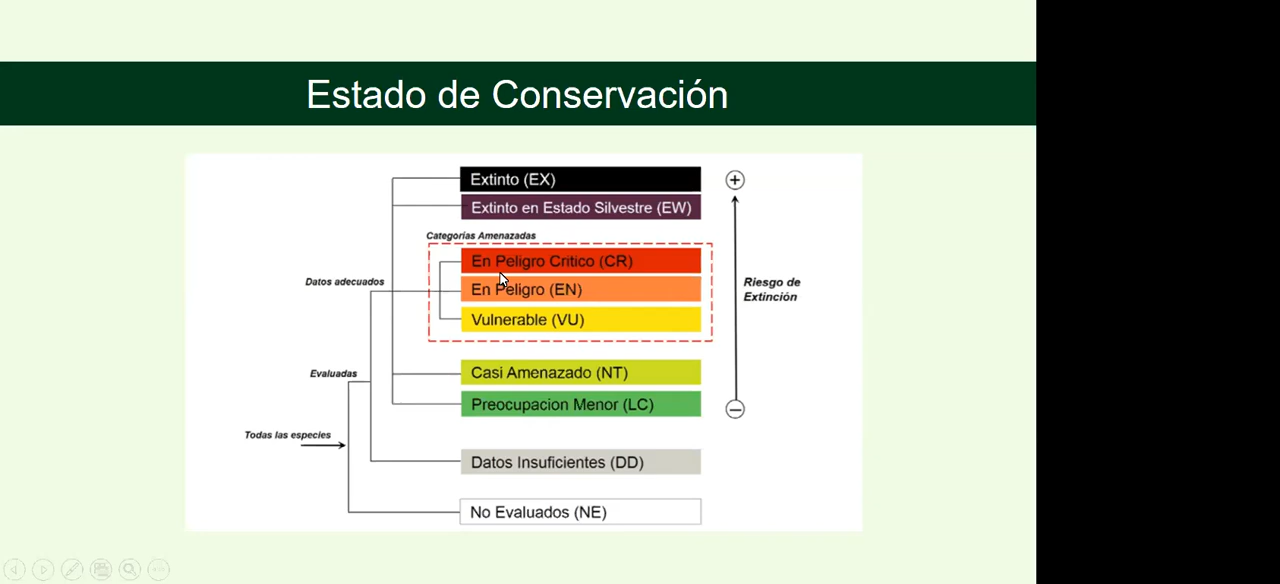 Estado de Conservación
Extinto (EX)
Extinto en Estado Silvestre (EW)
Categorías Amenazadas
En Peligro Critico (CR)
Datos adecuados
En Peligro (EN)
Riesgo de
Extinción
Vulnerable (VU)
Evaluadas
Casi Amenazado (NT)
Preocupacion Menor (LC)
Todas las especies
Datos Insuficientes (DD)
No Evaluados (NE)